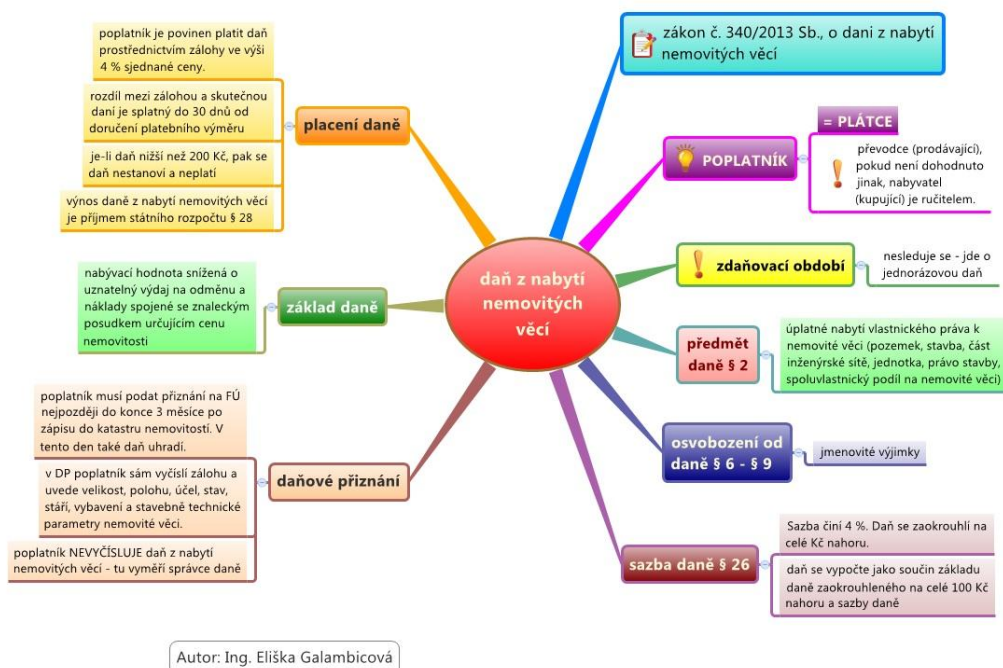 zákon č. 340/2013 Sb., o dani z nabytí
nemovitých věcí
= PLÁTCE
POPLATNÍK
převodce (prodávající),
pokud není dohodnuto
jinak, nabyvatel
(kupující) je ručitelem.
zdaňovací období
nesleduje se - jde o
jednorázovou daň
předmět
daně § 2
úplatné nabytí vlastnického práva k
nemovité věci (pozemek, stavba, část
inženýrské sítě, jednotka, právo stavby,
spoluvlastnický podíl na nemovité věci)
osvobození od
daně § 6 - § 9
jmenovité výjimky
sazba daně § 26
Sazba činí 4 %. Daň se zaokrouhlí na
celé Kč nahoru.
daň se vypočte jako součin základu
daně zaokrouhleného na celé 100 Kč
nahoru a sazby daně
daň z nabytí
nemovitých
věcí
placení daně
poplatník je povinen platit daň
prostřednictvím zálohy ve výši
4 % sjednané ceny.
rozdíl mezi zálohou a skutečnou
daní je splatný do 30 dnů od
doručení platebního výměru
je-li daň nižší než 200 Kč, pak se
daň nestanoví a neplatí
výnos daně z nabytí nemovitých věcí
je příjmem státního rozpočtu § 28
základ daně
nabývací hodnota snížená o
uznatelný výdaj na odměnu a
náklady spojené se znaleckým
posudkem určujícím cenu
nemovitosti
daňové přiznání
poplatník musí podat přiznání na FÚ
nejpozději do konce 3 měsíce po
zápisu do katastru nemovitostí. V
tento den také daň uhradí.
v DP poplatník sám vyčíslí zálohu a
uvede velikost, polohu, účel, stav,
stáří, vybavení a stavebně technické
parametry nemovité věci.
poplatník NEVYČÍSLUJE daň z nabytí
nemovitých věcí - tu vyměří správce daně
Autor: Ing. Eliška Galambicová